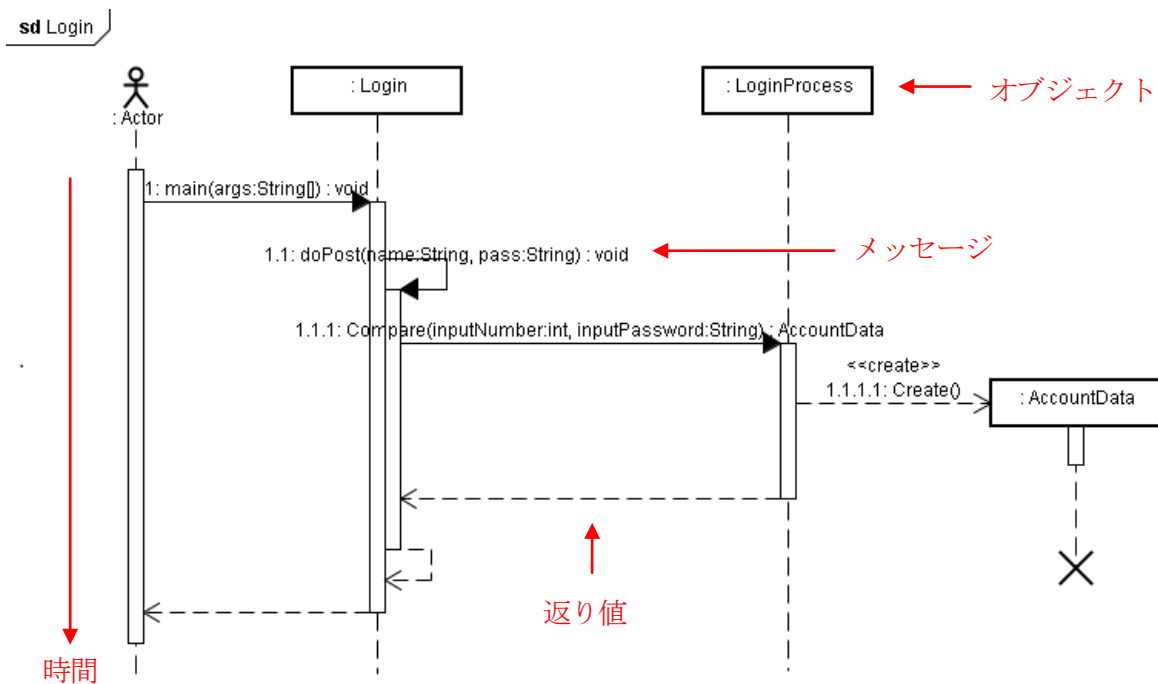 sd Login
: Actor
: Login
: LoginProcess
オブジェクト
1: main(args:String[]) : void
1.1: doPost(name:String, pass:String) : void
メッセージ
1.1.1: Compare(inputNumber:int, inputPassword:String) : AccountData
<<create>>
1.1.1.1: Create()
: AccountData
返り値
時間